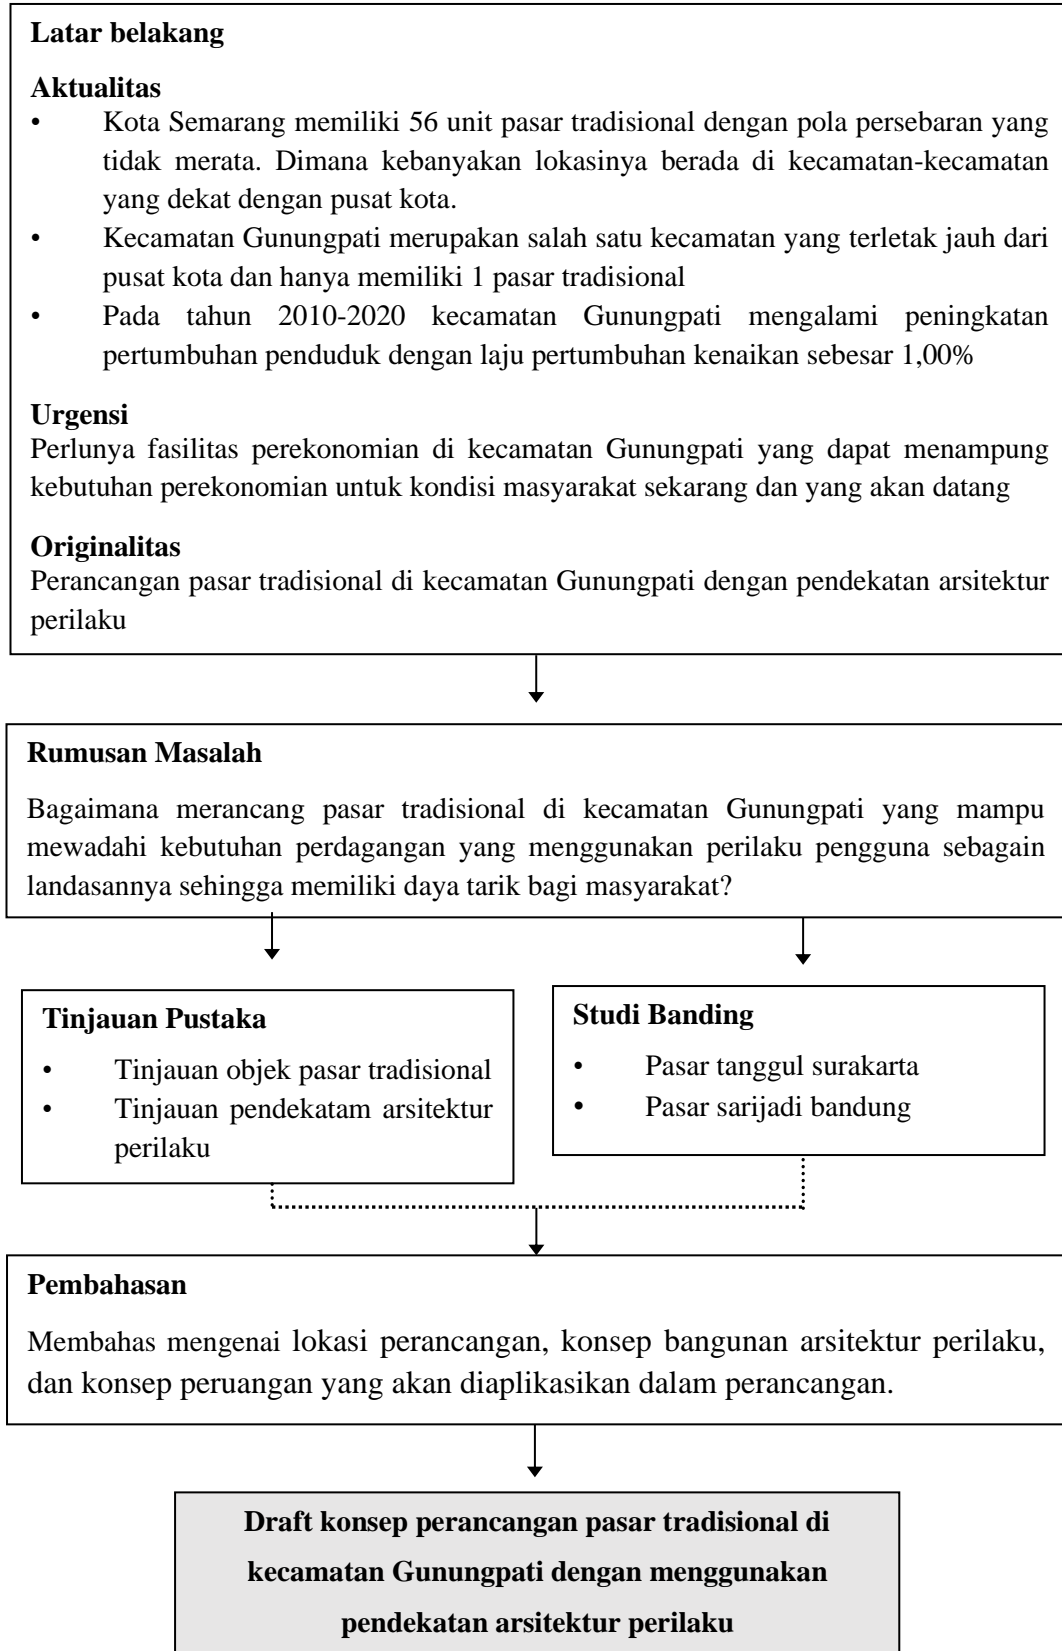 Latar belakang
Aktualitas
• Kota Semarang memiliki 56 unit pasar tradisional dengan pola persebaran yang
tidak merata. Dimana kebanyakan lokasinya berada di kecamatan-kecamatan
yang dekat dengan pusat kota.
• Kecamatan Gunungpati merupakan salah satu kecamatan yang terletak jauh dari
pusat kota dan hanya memiliki 1 pasar tradisional
• Pada tahun 2010-2020 kecamatan Gunungpati mengalami peningkatan
pertumbuhan penduduk dengan laju pertumbuhan kenaikan sebesar 1,00%
Urgensi
Perlunya fasilitas perekonomian di kecamatan Gunungpati yang dapat menampung
kebutuhan perekonomian untuk kondisi masyarakat sekarang dan yang akan datang
Originalitas
Perancangan pasar tradisional di kecamatan Gunungpati dengan pendekatan arsitektur
perilaku
Rumusan Masalah
Bagaimana merancang pasar tradisional di kecamatan Gunungpati yang mampu
mewadahi kebutuhan perdagangan yang menggunakan perilaku pengguna sebagain
landasannya sehingga memiliki daya tarik bagi masyarakat?
Tinjauan Pustaka
• Tinjauan objek pasar tradisional
• Tinjauan pendekatam arsitektur
perilaku
Studi Banding
• Pasar tanggul surakarta
• Pasar sarijadi bandung
Pembahasan
Membahas mengenai lokasi perancangan, konsep bangunan arsitektur perilaku,
dan konsep peruangan yang akan diaplikasikan dalam perancangan.
Draft konsep perancangan pasar tradisional di
kecamatan Gunungpati dengan menggunakan
pendekatan arsitektur perilaku